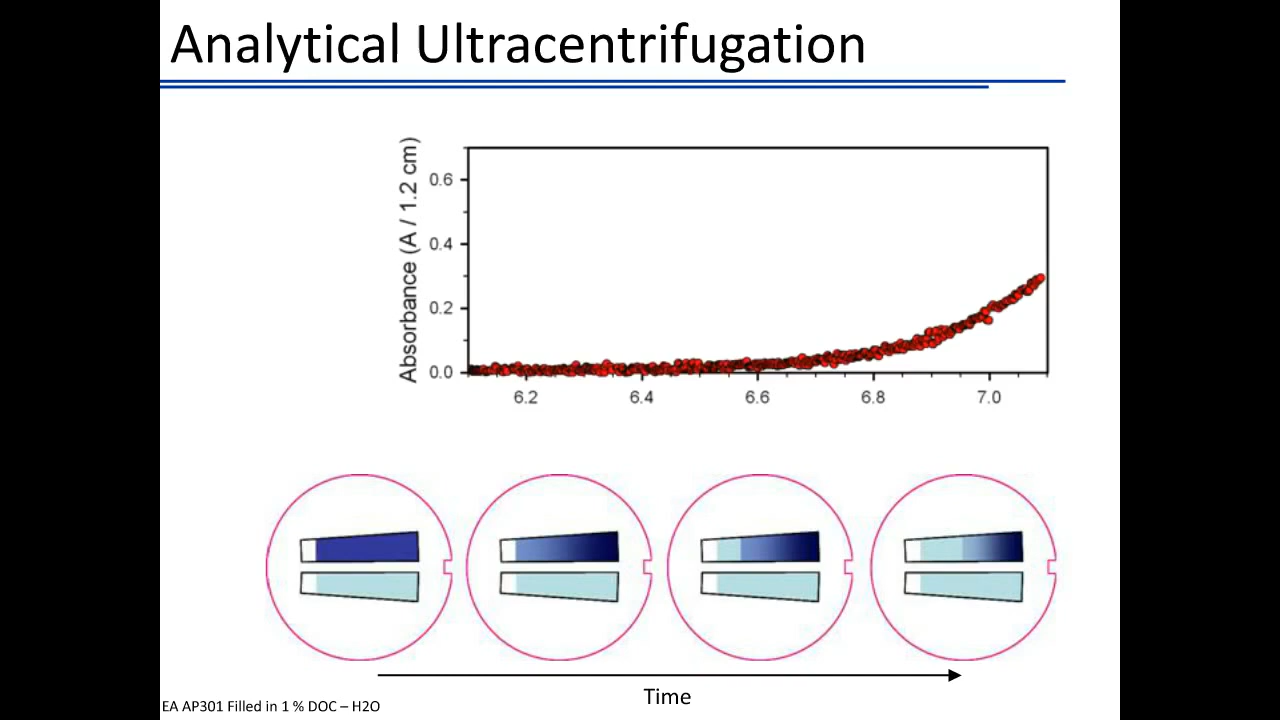 Analytical Ultracentrifugation
Absorbance (A / 1.2 cm)
0.6
0.4
0.2
0.0
6.2 6.4 6.6 6.8 7.0
Time
EA AP301 Filled in 1 % DOC – H2O